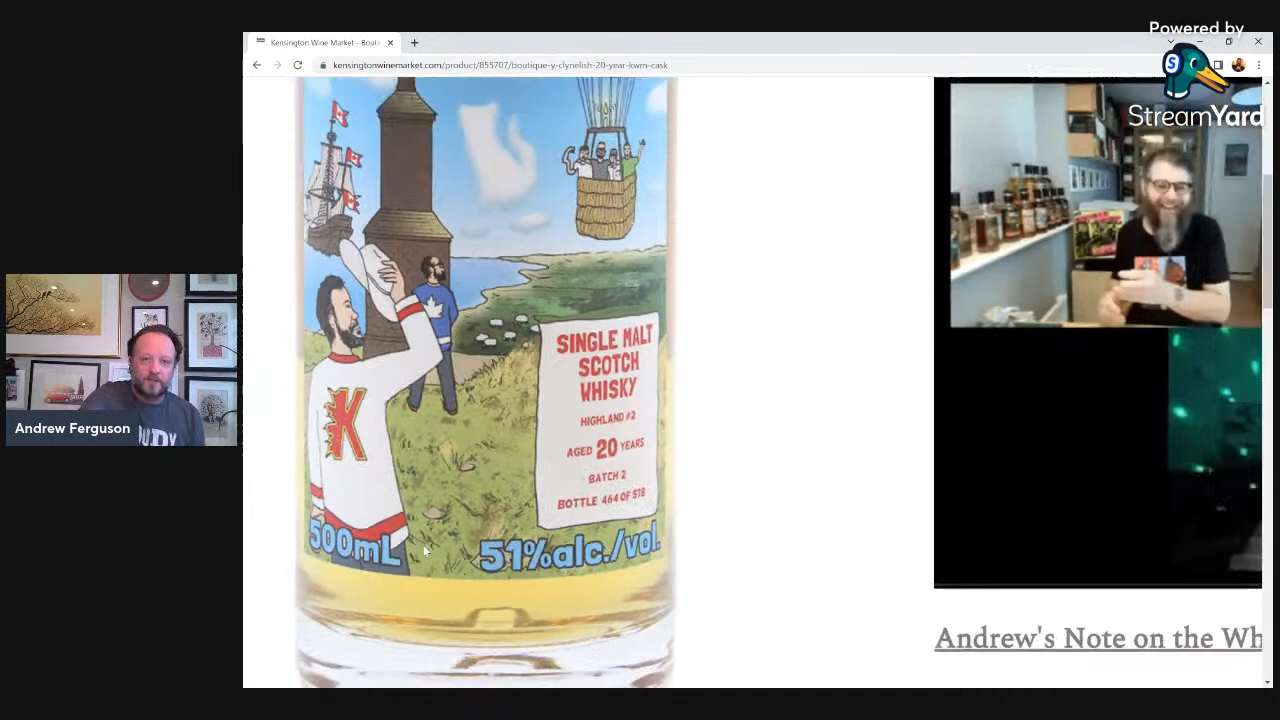 Powered by
StreamYard
Kensington Wine Market - Bouti
kensingtonwinemarket.com/product/855707/boutique-y-clynelish-20-year-kwm-cask
K
SINGLE MALT
SCOTCH
WHISKY
HIGHLAND #2
AGED 20 YEARS
BATCH 2
BOTTLE 464 OF 578
500mL
51%alc./vol.
Andrew Ferguson
Andrew's Note on the Wh